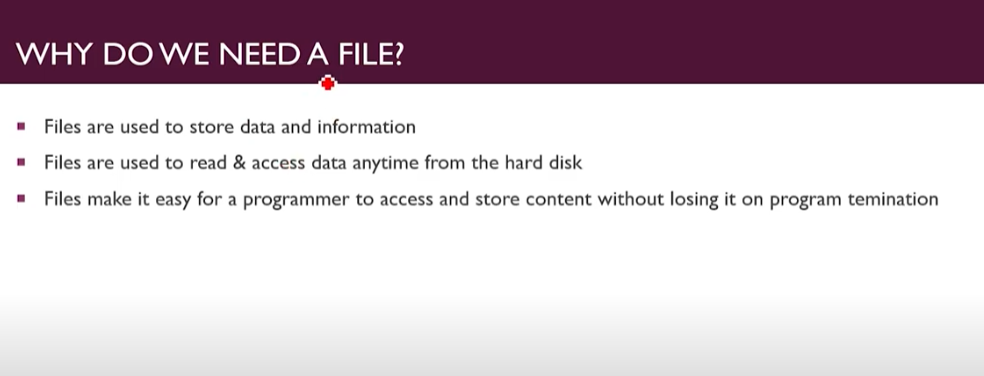 WHY DO WE NEED A FILE?
Files are used to store data and information
Files are used to read & access data anytime from the hard disk
Files make it easy for a programmer to access and store content without losing it on program temination